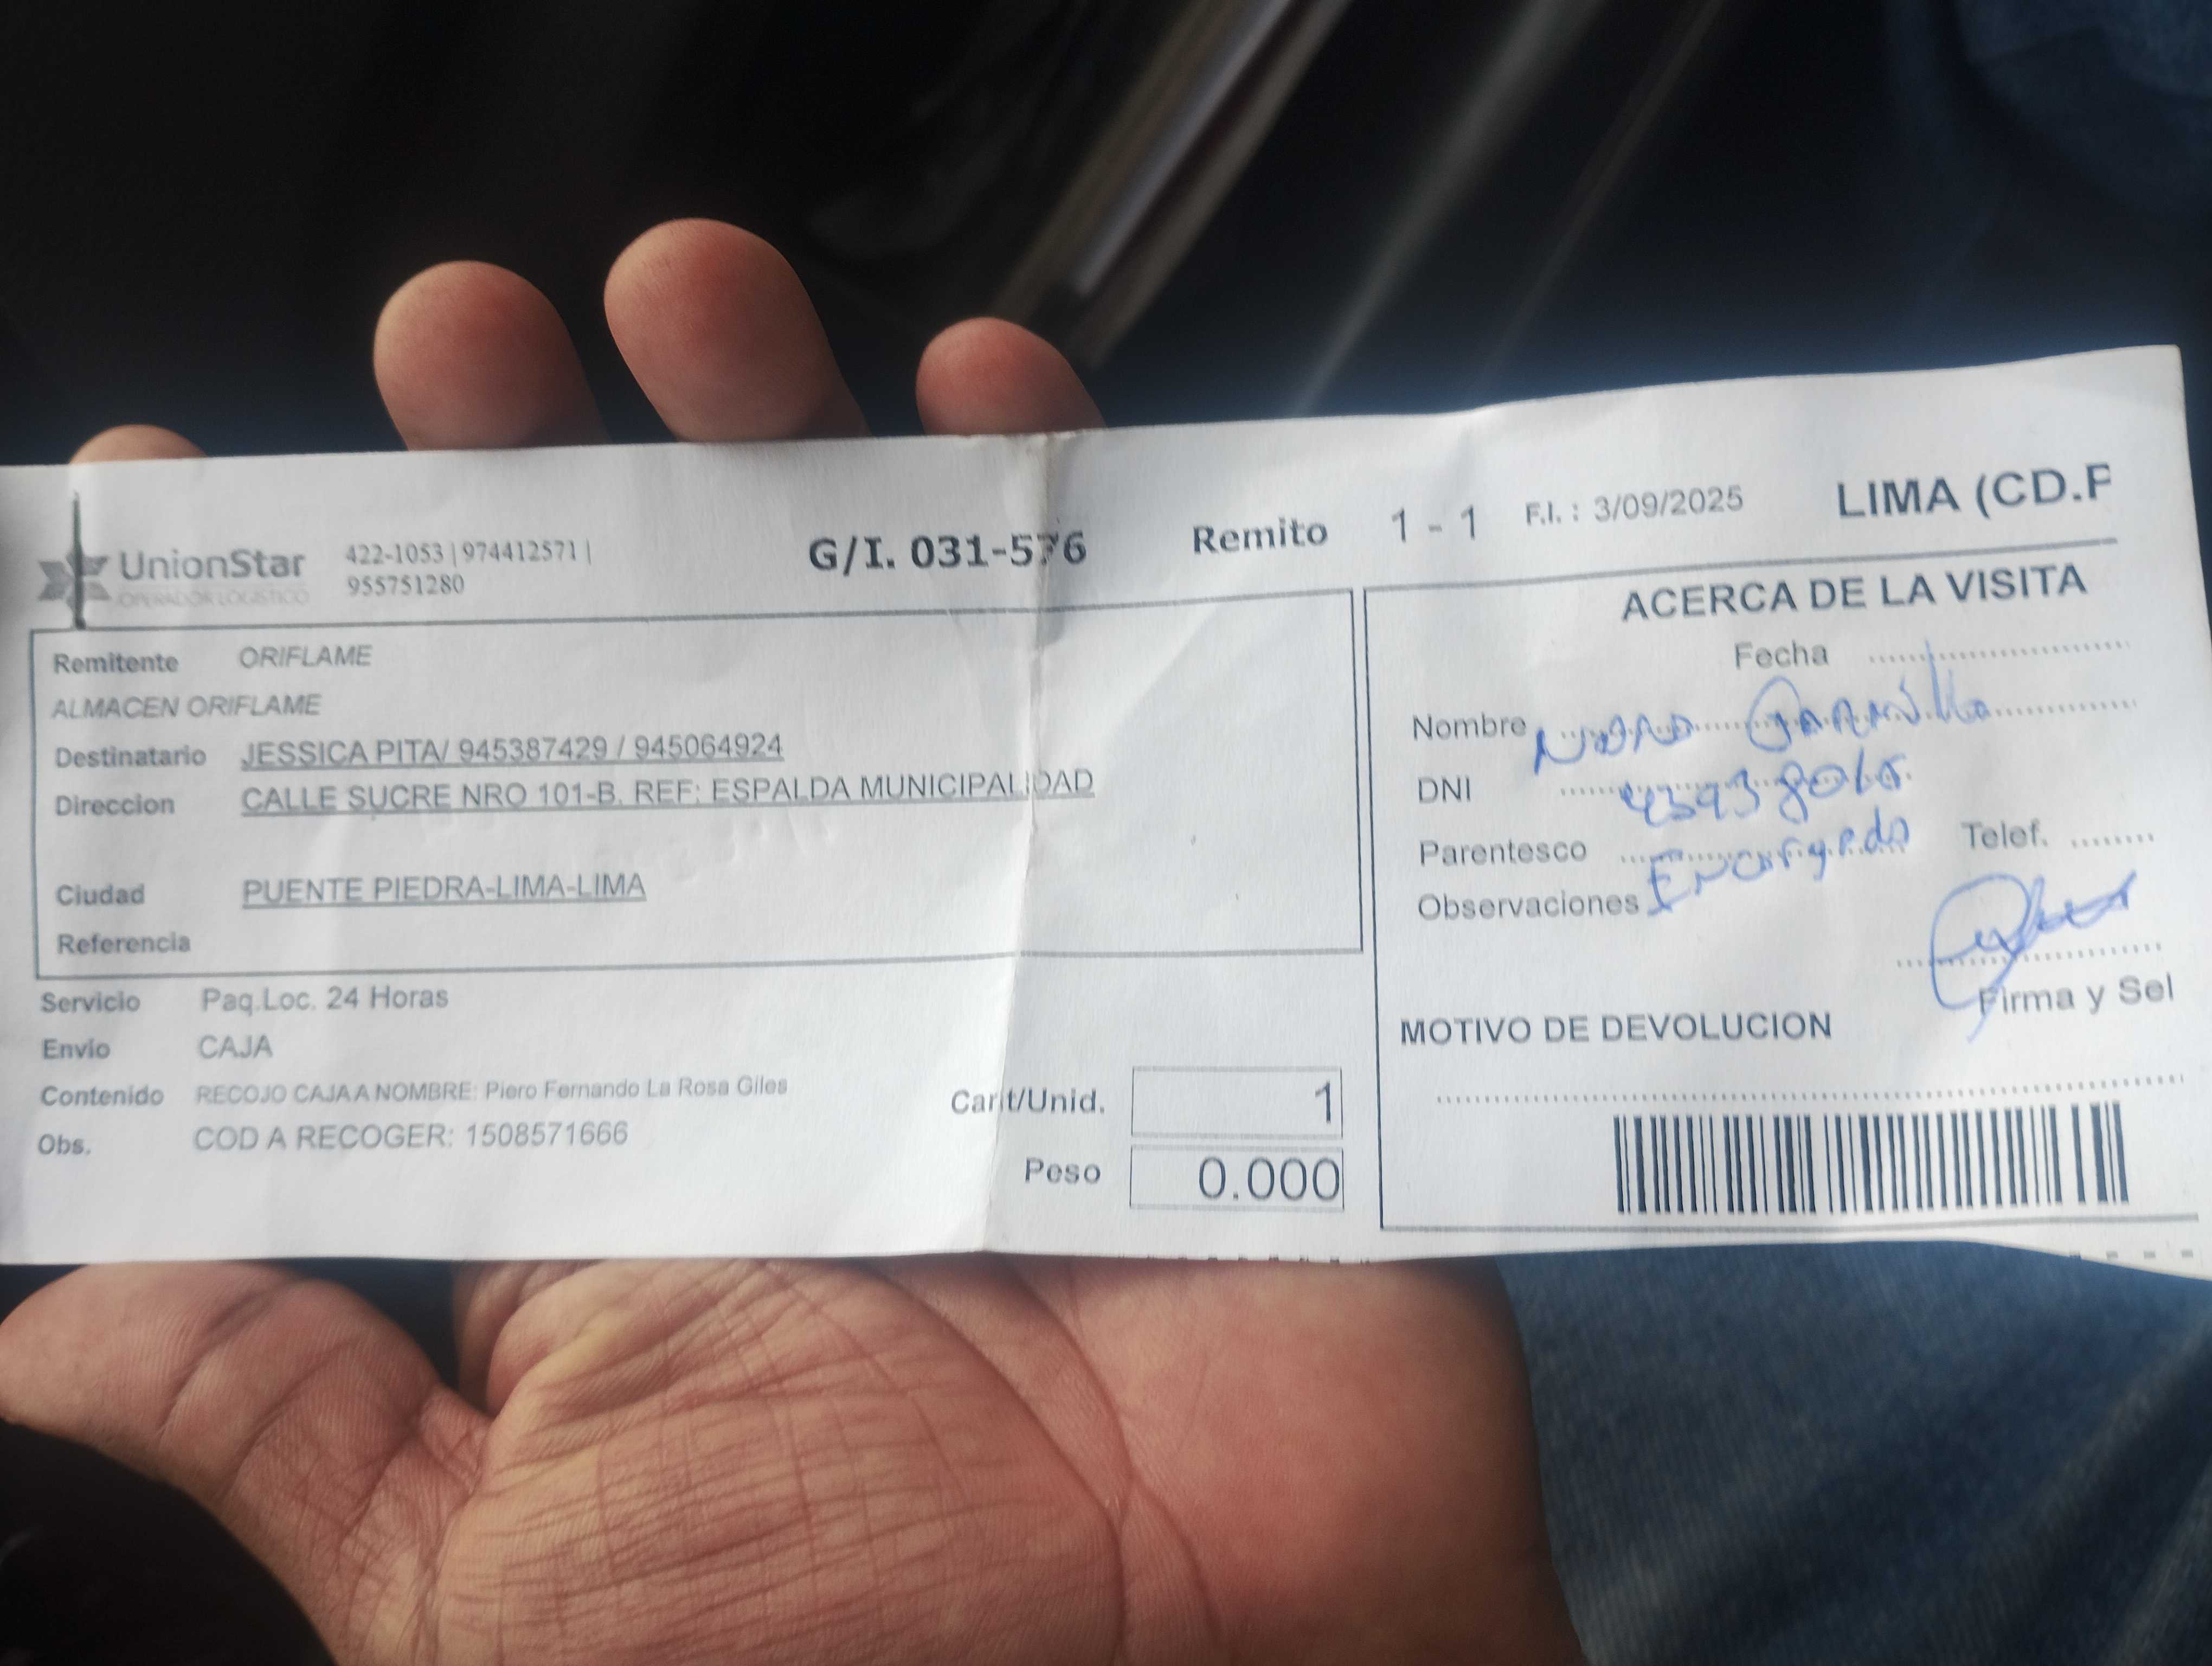 UnionStar
OPERADOR LOGISTICO
422-1053 | 974412571 |
955751280
G/I. 031-576
Remito 1 - 1
F.I. : 3/09/2025
LIMA (CD.P
Remitente ORIFLAME
ALMACEN ORIFLAME
Destinatario JESSICA PITA/ 945387429 / 945064924
Direccion CALLE SUCRE NRO 101-B. REF: ESPALDA MUNICIPALIDAD
Ciudad PUENTE PIEDRA-LIMA-LIMA
Referencia
Servicio Paq.Loc. 24 Horas
Envio CAJA
Contenido RECOJO CAJA A NOMBRE: Piero Fernando La Rosa Giles
Obs. COD A RECOGER: 1508571666
Cant/Unid. 1
Peso 0.000
ACERCA DE LA VISITA
Fecha
Nombre
DNI
Parentesco Encargado Telef.
Observaciones
Firma y Sel
MOTIVO DE DEVOLUCION